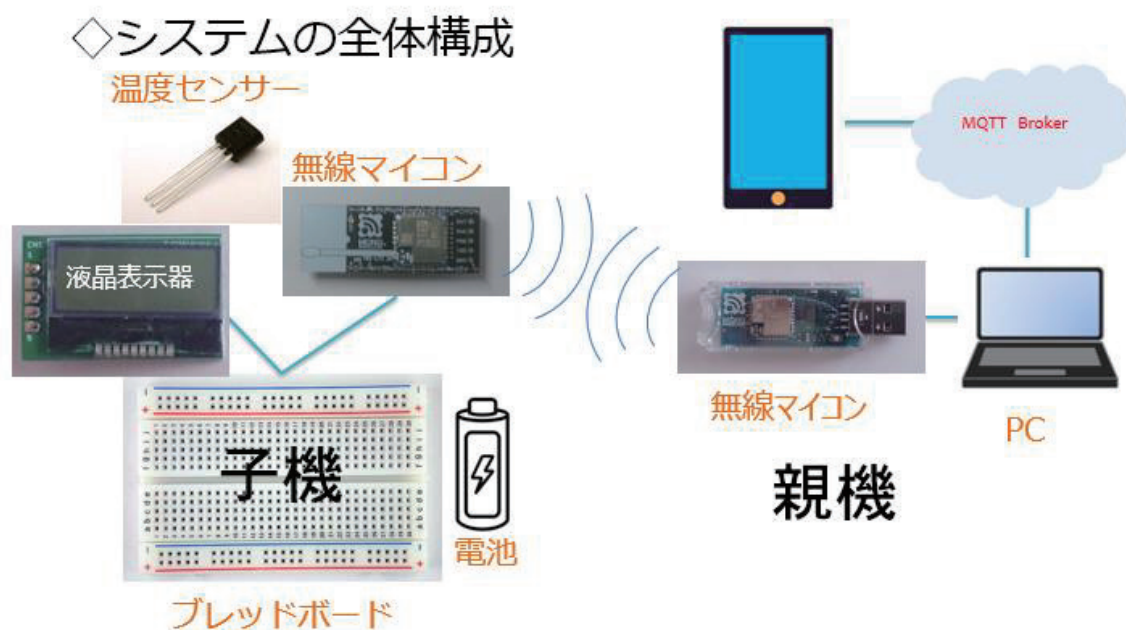 ◇システムの全体構成
温度センサー
無線マイコン
液晶表示器
MQTT Broker
子機
電池
ブレッドボード
無線マイコン
PC
親機